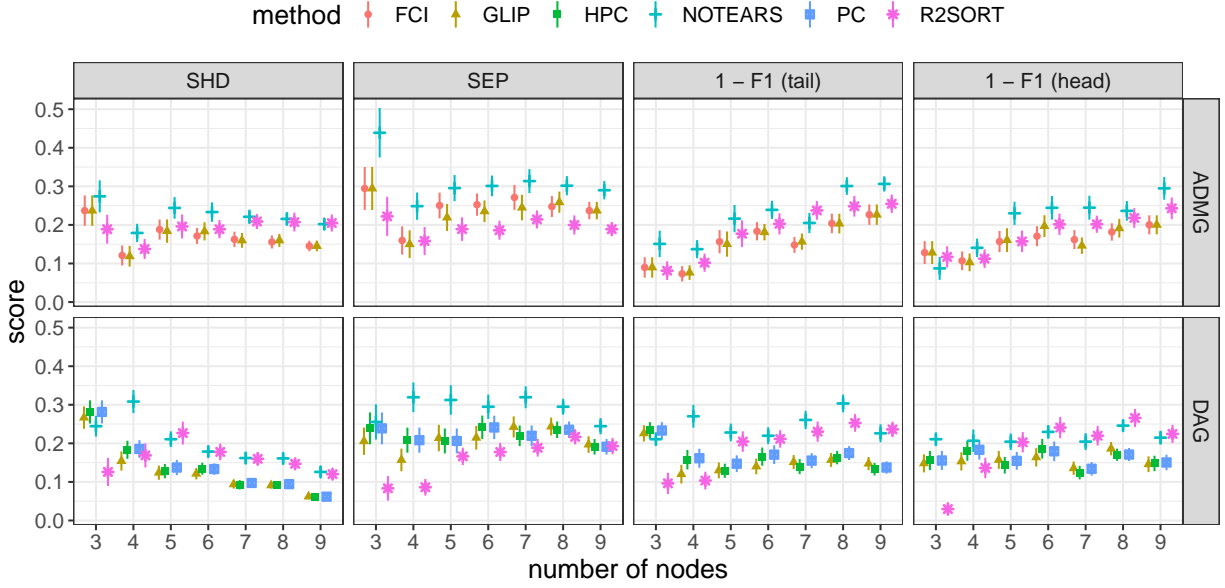 method FCI GLIP HPC NOTEARS PC R2SORT
SHD SEP 1 − F1 (tail) 1 − F1 (head)
0.5
0.4
0.3
0.2
0.1
0.0
ADMG
score
0.5
0.4
0.3
0.2
0.1
0.0
DAG
3 4 5 6 7 8 9 3 4 5 6 7 8 9 3 4 5 6 7 8 9 3 4 5 6 7 8 9
number of nodes